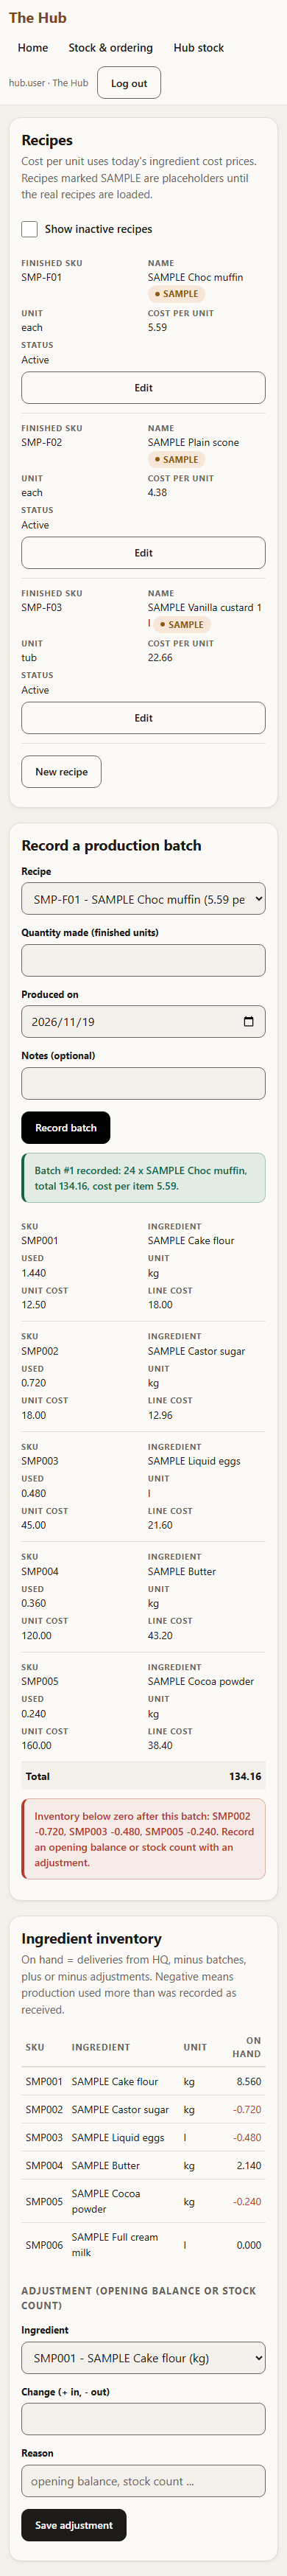 The Hub
Home Stock & ordering Hub stock
hub.user · The Hub Log out
Recipes
Cost per unit uses today's ingredient cost prices.
Recipes marked SAMPLE are placeholders until
the real recipes are loaded.
Show inactive recipes
FINISHED SKU NAME
SMP-F01 SAMPLE Choc muffin
SAMPLE
UNIT COST PER UNIT
each 5.59
STATUS
Active
Edit
FINISHED SKU NAME
SMP-F02 SAMPLE Plain scone
SAMPLE
UNIT COST PER UNIT
each 4.38
STATUS
Active
Edit
FINISHED SKU NAME
SMP-F03 SAMPLE Vanilla custard 1
l SAMPLE
UNIT COST PER UNIT
tub 22.66
STATUS
Active
Edit
New recipe
Record a production batch
Recipe
SMP-F01 - SAMPLE Choc muffin (5.59 pe
Quantity made (finished units)
Produced on
2026/11/19
Notes (optional)
Record batch
Batch #1 recorded: 24 x SAMPLE Choc muffin,
total 134.16, cost per item 5.59.
SKU INGREDIENT
SMP001 SAMPLE Cake flour
USED UNIT
1.440 kg
UNIT COST LINE COST
12.50 18.00
SKU INGREDIENT
SMP002 SAMPLE Castor sugar
USED UNIT
0.720 kg
UNIT COST LINE COST
18.00 12.96
SKU INGREDIENT
SMP003 SAMPLE Liquid eggs
USED UNIT
0.480 l
UNIT COST LINE COST
45.00 21.60
SKU INGREDIENT
SMP004 SAMPLE Butter
USED UNIT
0.360 kg
UNIT COST LINE COST
120.00 43.20
SKU INGREDIENT
SMP005 SAMPLE Cocoa powder
USED UNIT
0.240 kg
UNIT COST LINE COST
160.00 38.40
Total 134.16
Inventory below zero after this batch: SMP002
-0.720, SMP003 -0.480, SMP005 -0.240. Record
an opening balance or stock count with an
adjustment.
Ingredient inventory
On hand = deliveries from HQ, minus batches,
plus or minus adjustments. Negative means
production used more than was recorded as
received.
SKU INGREDIENT UNIT ON
HAND
SMP001 SAMPLE Cake flour kg 8.560
SMP002 SAMPLE Castor sugar kg -0.720
SMP003 SAMPLE Liquid eggs l -0.480
SMP004 SAMPLE Butter kg 2.140
SMP005 SAMPLE Cocoa
powder kg -0.240
SMP006 SAMPLE Full cream
milk l 0.000
ADJUSTMENT (OPENING BALANCE OR STOCK
COUNT)
Ingredient
SMP001 - SAMPLE Cake flour (kg)
Change (+ in, - out)
Reason
opening balance, stock count ...
Save adjustment